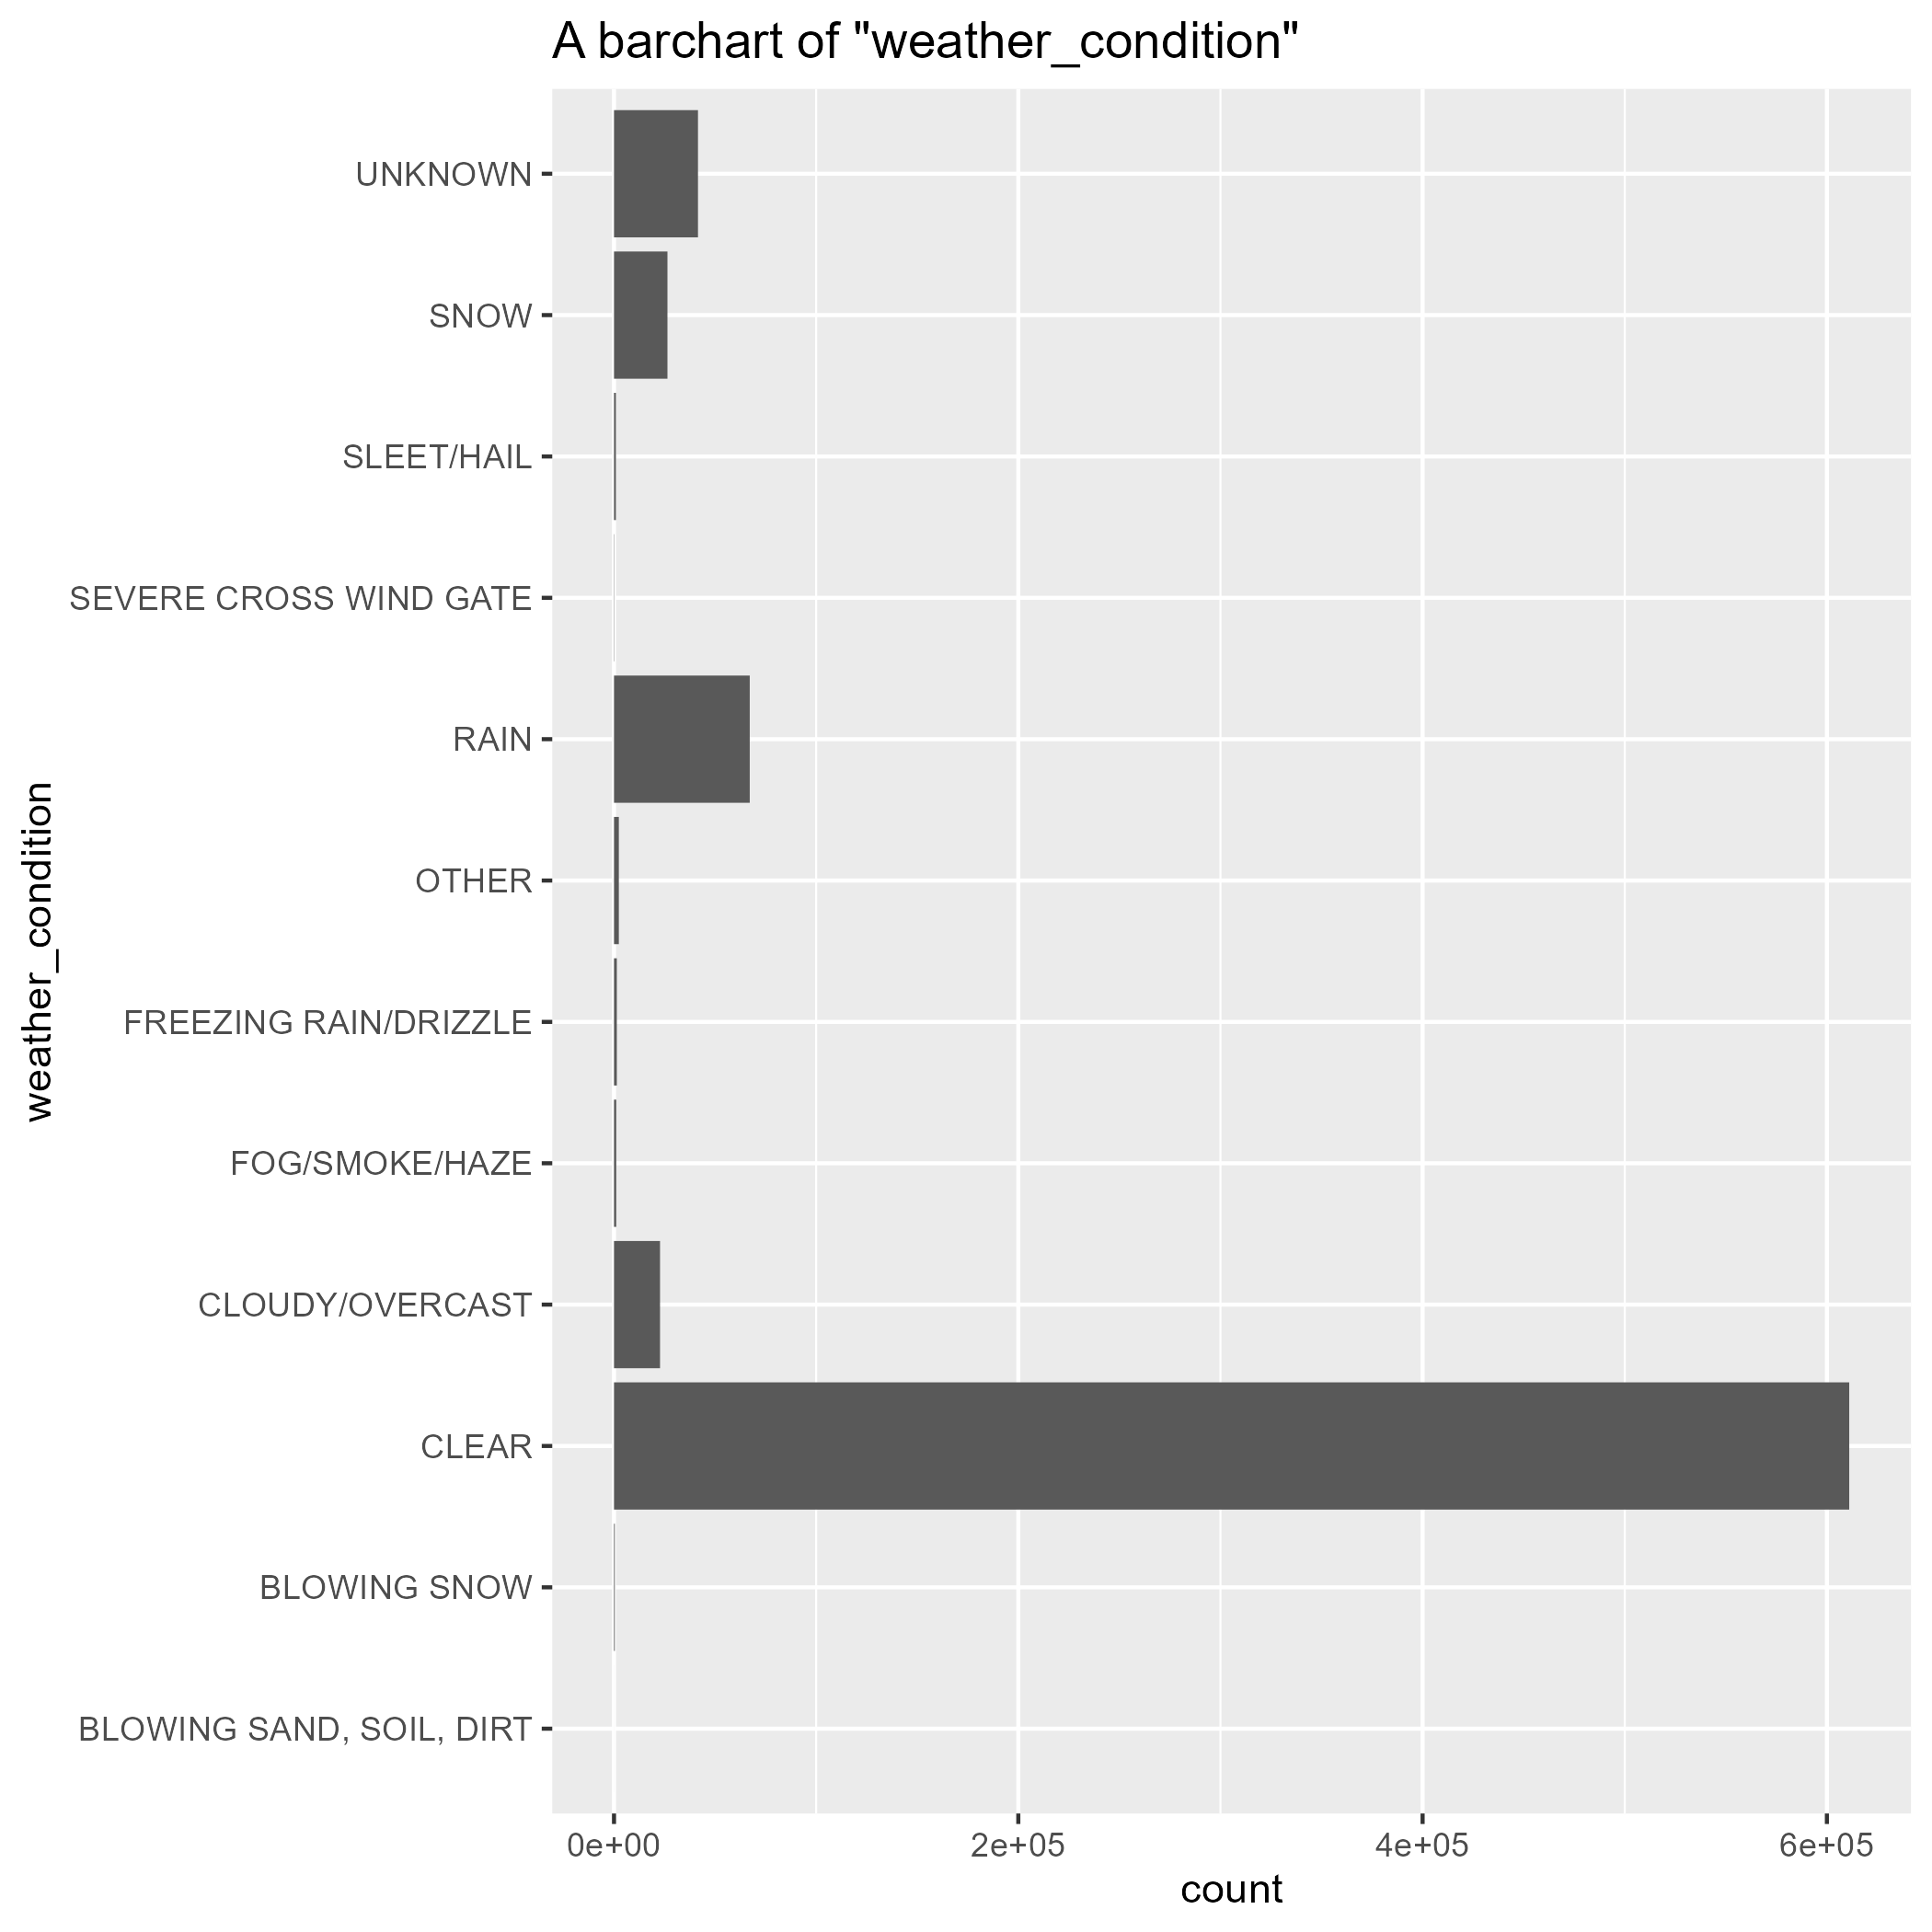 A barchart of "weather_condition"
UNKNOWN
SNOW
SLEET/HAIL
SEVERE CROSS WIND GATE
RAIN
OTHER
FREEZING RAIN/DRIZZLE
FOG/SMOKE/HAZE
CLOUDY/OVERCAST
CLEAR
BLOWING SNOW
BLOWING SAND, SOIL, DIRT
weather_condition
0e+00 2e+05 4e+05 6e+05
count